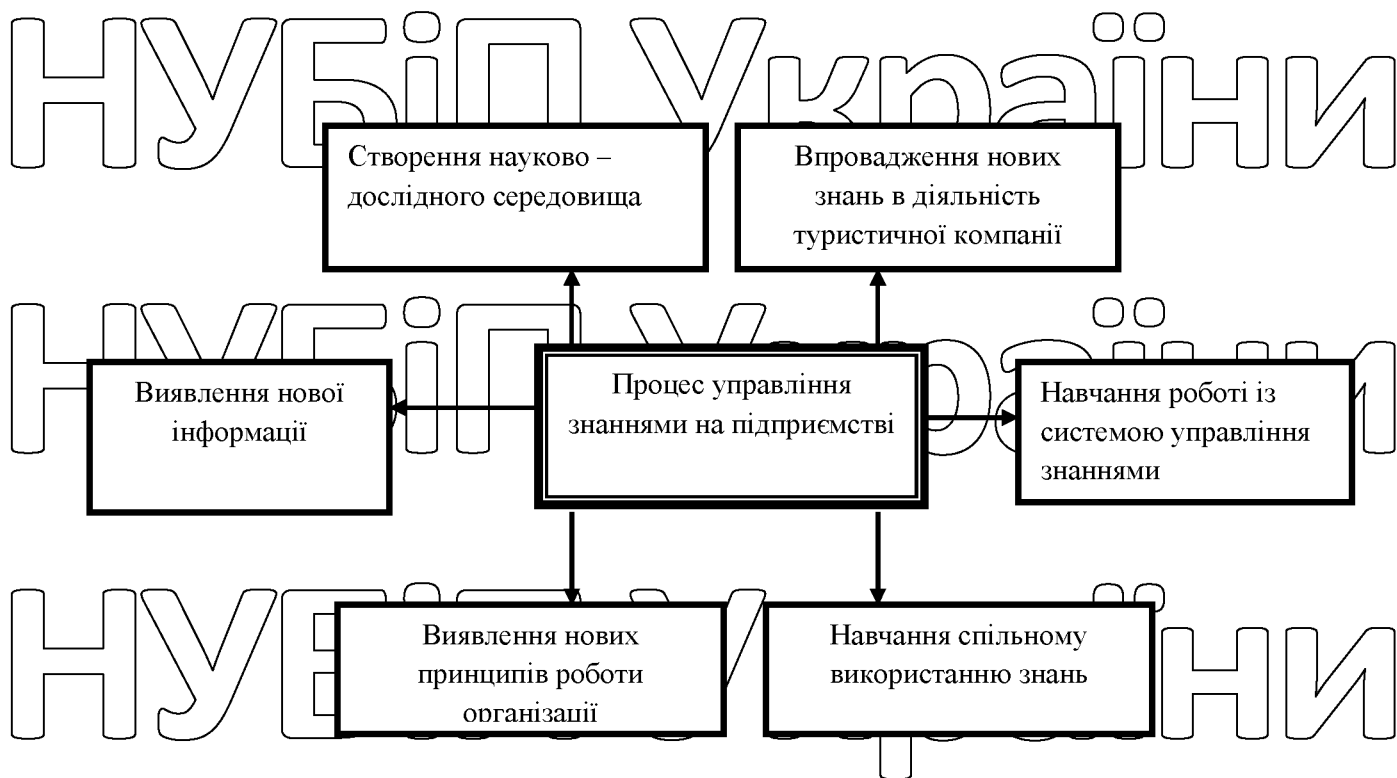 НУБіП України
Створення науково –
дослідного середовища
Впровадження нових
знань в діяльність
туристичної компанії
НУБіП України
Виявлення нової
інформації
Процес управління
знаннями на підприємстві
Навчання роботі із
системою управління
знаннями
НУБіП України
Виявлення нових
принципів роботи
організації
Навчання спільному
використанню знань